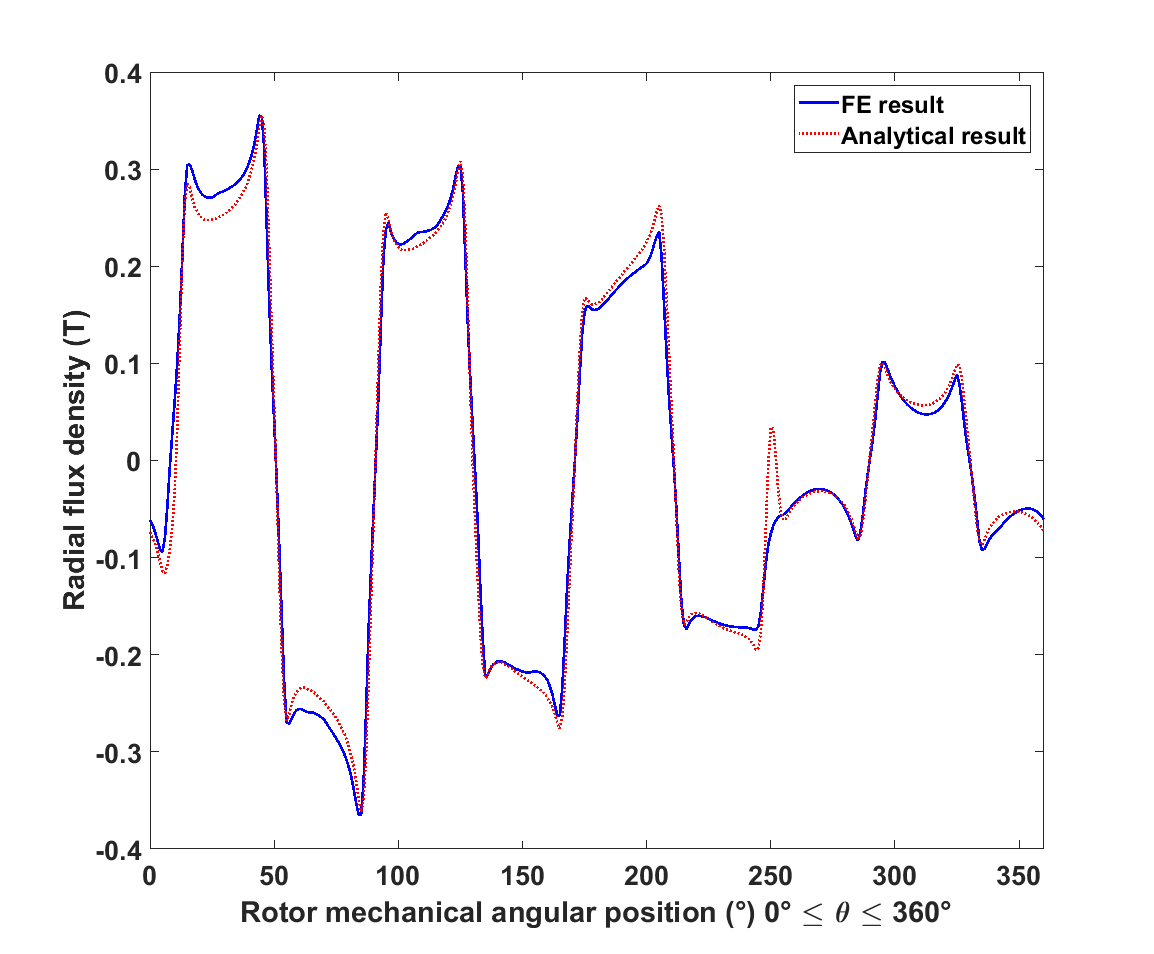 0.4
0.3
0.2
0.1
0
-0.1
-0.2
-0.3
-0.4
Radial flux density (T)
FE result
Analytical result
0 50 100 150 200 250 300 350
Rotor mechanical angular position (°) 0° ≤ θ ≤ 360°